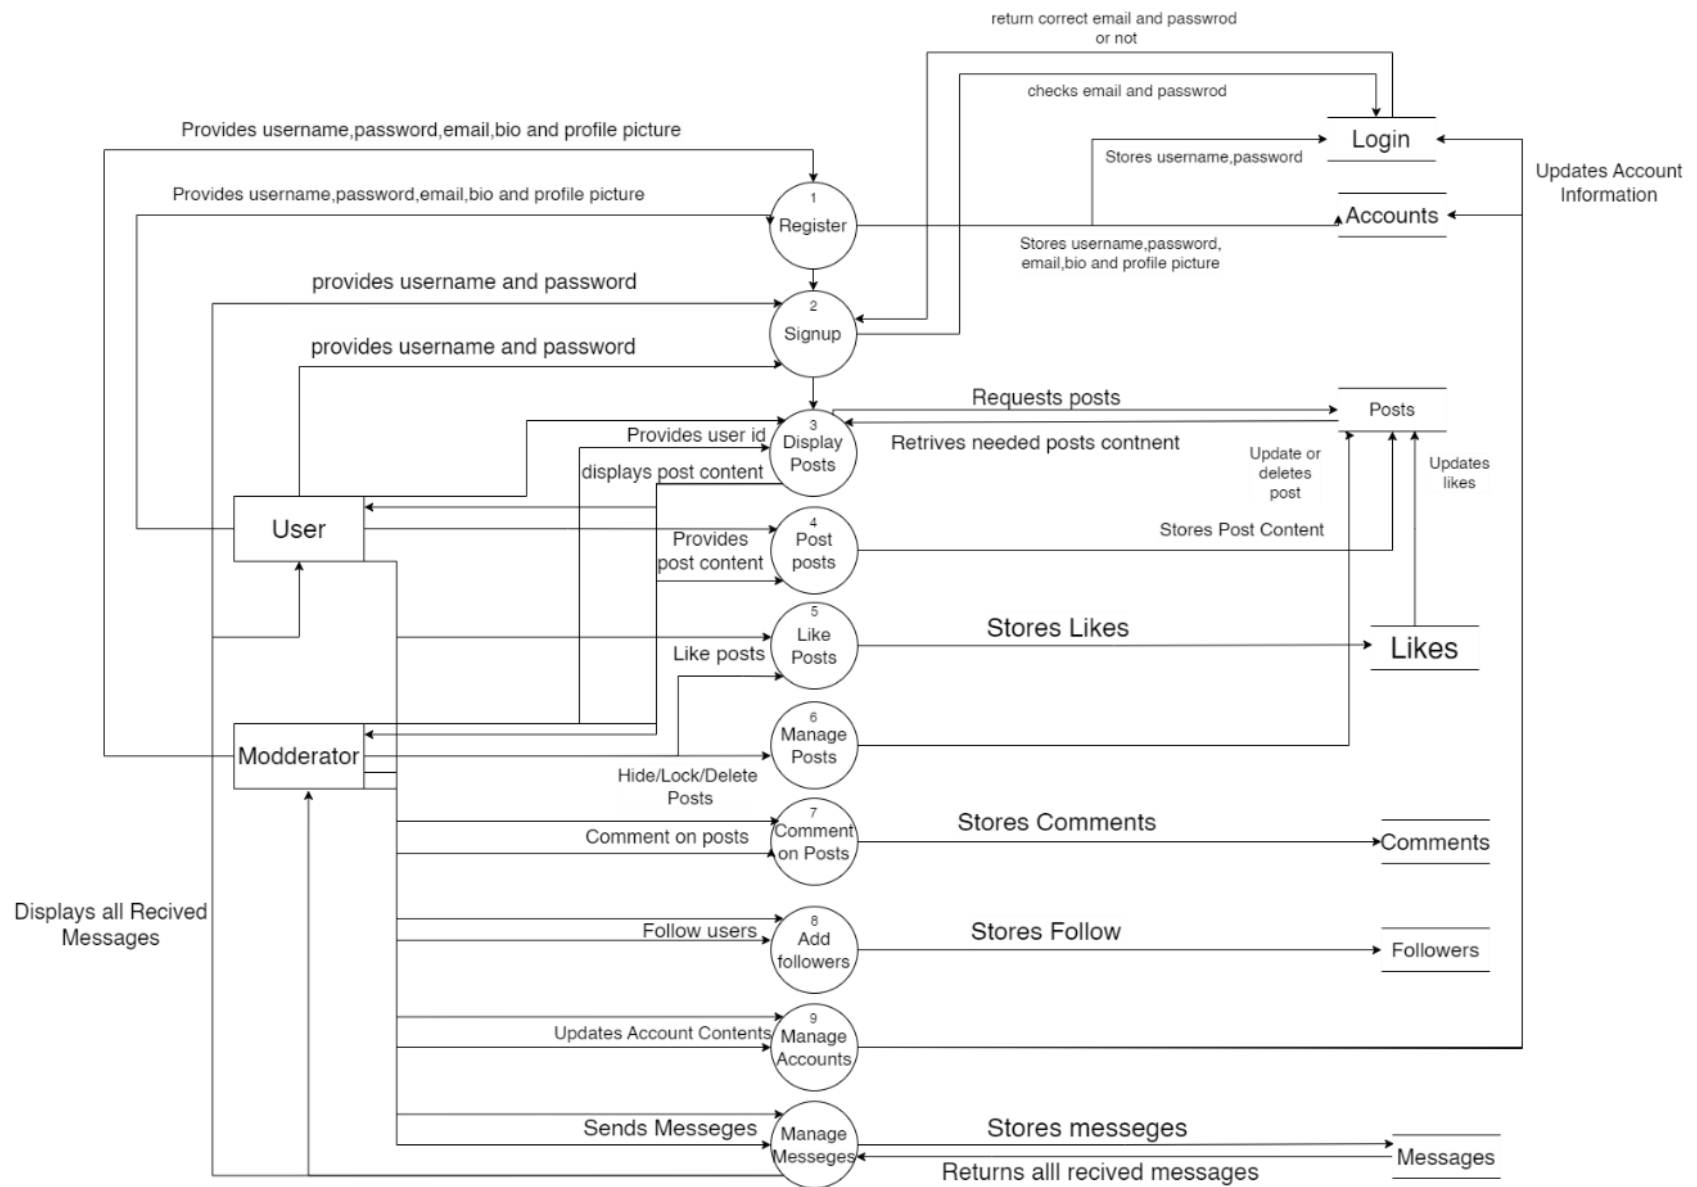 return correct email and passwrod
or not
checks email and passwrod
Provides username,password,email,bio and profile picture
Login
Stores username,password
Updates Account
Information
Provides username,password,email,bio and profile picture
1
Register
Accounts
Stores username,password,
email,bio and profile picture
provides username and password
2
Signup
provides username and password
Requests posts
Posts
3
Display
Posts
Provides user id
Retrives needed posts contnent
displays post content
Update or
deletes
post
Updates
likes
User
4
Post
posts
Provides
post content
Stores Post Content
5
Like
Posts
Stores Likes
Likes
Like posts
6
Manage
Posts
Modderator
Hide/Lock/Delete
Posts
7
Comment
on Posts
Stores Comments
Comments
Comment on posts
Displays all Recived
Messages
8
Add
followers
Follow users
Stores Follow
Followers
9
Manage
Accounts
Updates Account Contents
Manage
Messeges
Sends Messeges
Stores messeges
Messages
Returns alll recived messages